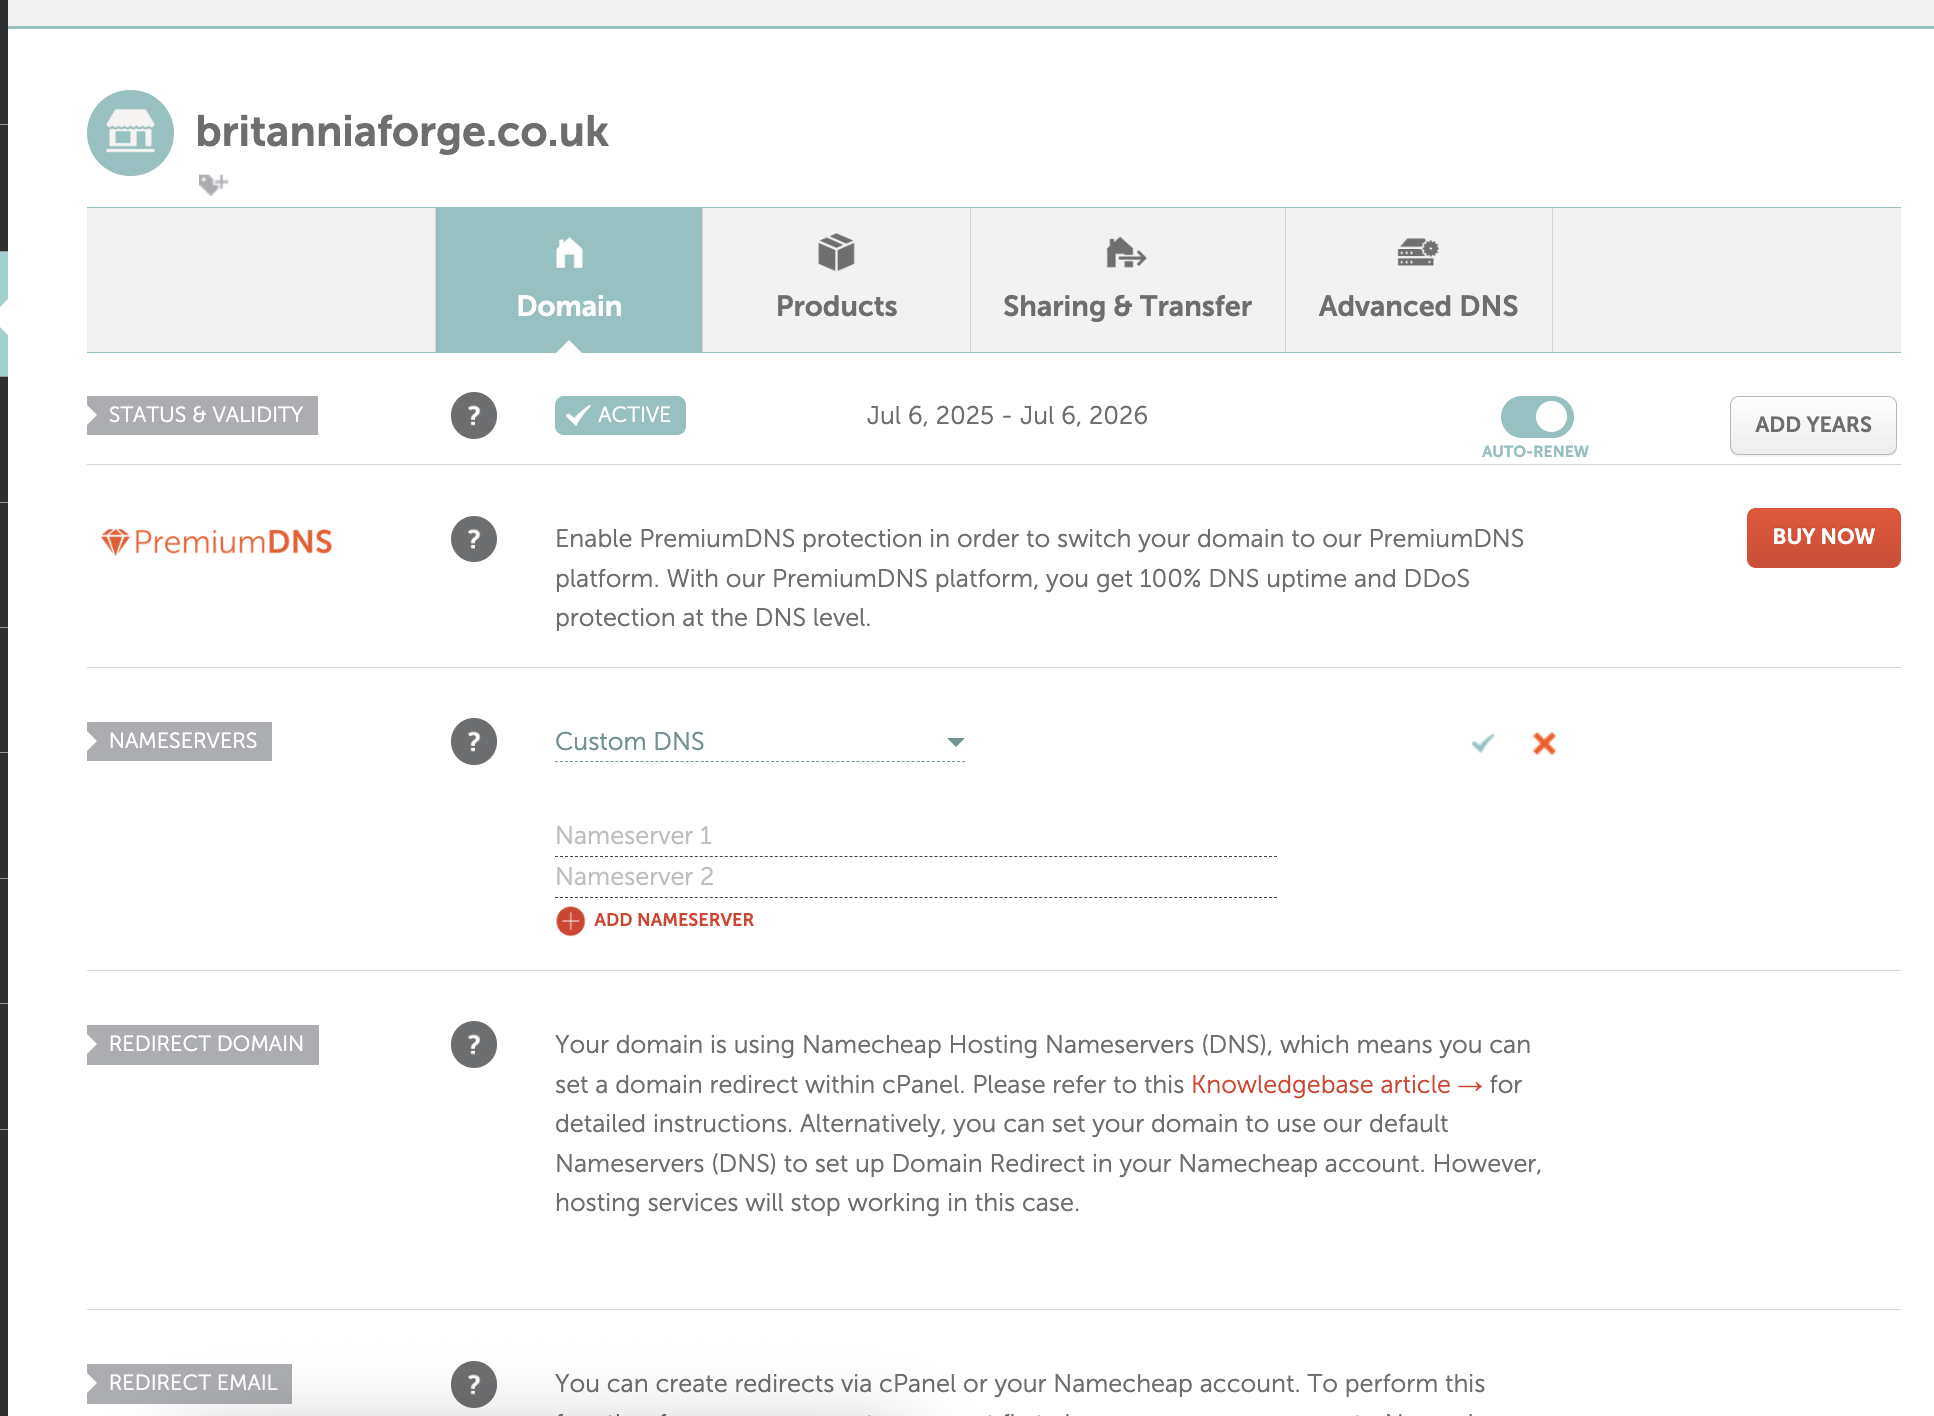 britanniaforge.co.uk
Domain
Products
Sharing & Transfer
Advanced DNS
STATUS & VALIDITY
?
ACTIVE
Jul 6, 2025 - Jul 6, 2026
AUTO-RENEW
ADD YEARS
PremiumDNS
?
Enable PremiumDNS protection in order to switch your domain to our PremiumDNS
platform. With our PremiumDNS platform, you get 100% DNS uptime and DDoS
protection at the DNS level.
BUY NOW
NAMESERVERS
?
Custom DNS
Nameserver 1
Nameserver 2
ADD NAMESERVER
REDIRECT DOMAIN
?
Your domain is using Namecheap Hosting Nameservers (DNS), which means you can
set a domain redirect within cPanel. Please refer to this Knowledgebase article → for
detailed instructions. Alternatively, you can set your domain to use our default
Nameservers (DNS) to set up Domain Redirect in your Namecheap account. However,
hosting services will stop working in this case.
REDIRECT EMAIL
?
You can create redirects via cPanel or your Namecheap account. To perform this